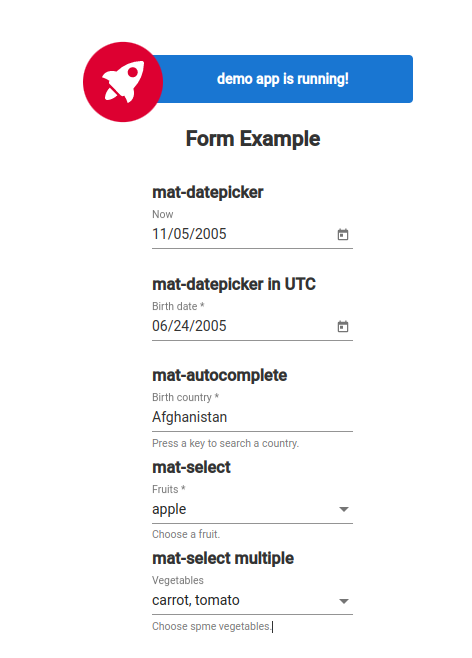 demo app is running!
Form Example
mat-datepicker
Now
11/05/2005
mat-datepicker in UTC
Birth date *
06/24/2005
mat-autocomplete
Birth country *
Afghanistan
Press a key to search a country.
mat-select
Fruits *
apple
Choose a fruit.
mat-select multiple
Vegetables
carrot, tomato
Choose spme vegetables.